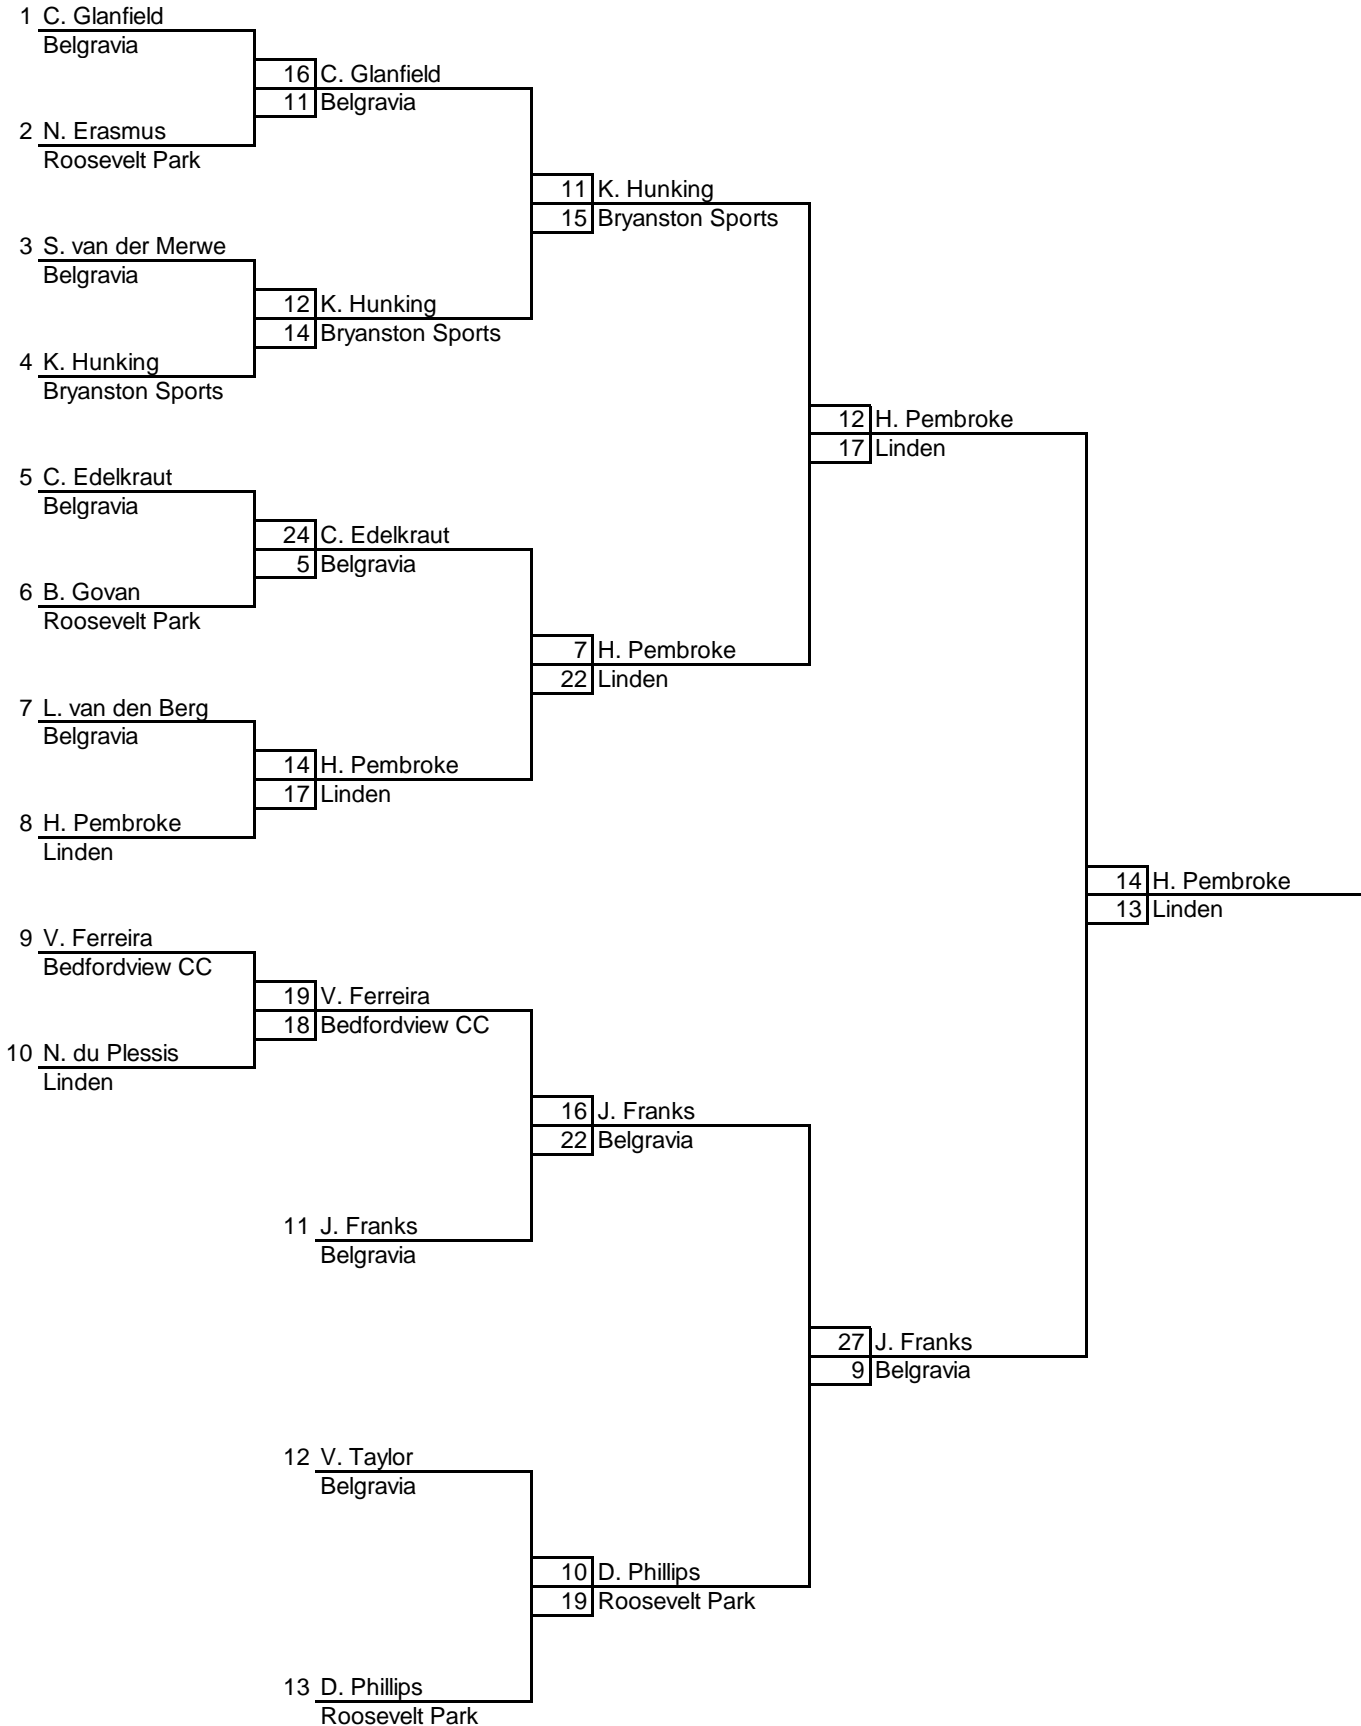 1 C. Glanfield
Belgravia
16 C. Glanfield
11 Belgravia
2 N. Erasmus
Roosevelt Park
11 K. Hunking
15 Bryanston Sports
3 S. van der Merwe
Belgravia
12 K. Hunking
14 Bryanston Sports
4 K. Hunking
Bryanston Sports
12 H. Pembroke
17 Linden
5 C. Edelkraut
Belgravia
24 C. Edelkraut
5 Belgravia
6 B. Govan
Roosevelt Park
7 H. Pembroke
22 Linden
7 L. van den Berg
Belgravia
14 H. Pembroke
17 Linden
8 H. Pembroke
Linden
14 H. Pembroke
13 Linden
9 V. Ferreira
Bedfordview CC
19 V. Ferreira
18 Bedfordview CC
10 N. du Plessis
Linden
16 J. Franks
22 Belgravia
11 J. Franks
Belgravia
27 J. Franks
9 Belgravia
12 V. Taylor
Belgravia
10 D. Phillips
19 Roosevelt Park
13 D. Phillips
Roosevelt Park